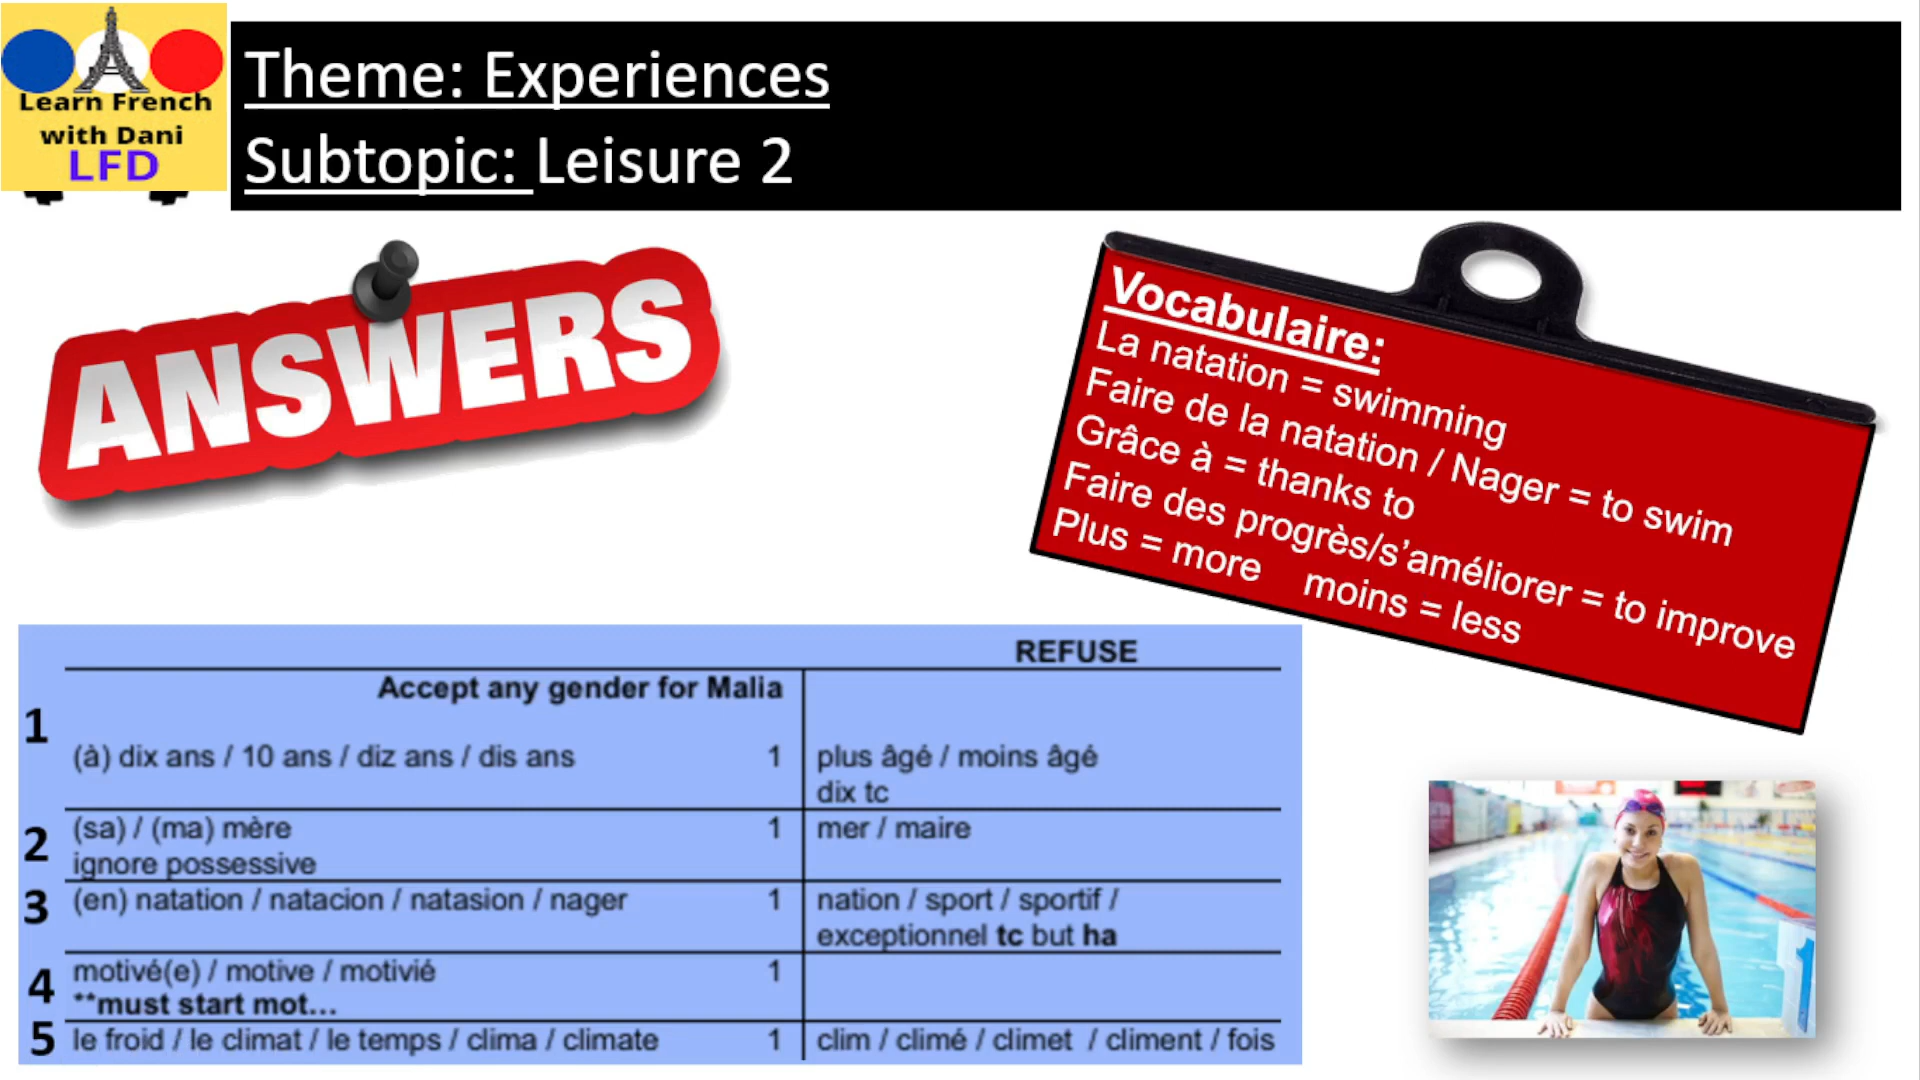 Learn French
with Dani
LFD
Theme: Experiences
Subtopic: Leisure 2
ANSWERS
Vocabulaire:
La natation = swimming
Faire de la natation / Nager = to swim
Grâce à = thanks to
Faire des progrès/s'améliorer = to improve
Plus = more moins = less
REFUSE
Accept any gender for Malia
1
(à) dix ans / 10 ans / diz ans / dis ans 1 plus âgé / moins âgé
dix tc
2 (sa) / (ma) mère 1 mer / maire
ignore possessive
3 (en) natation / natacion / natasion / nager 1 nation / sport / sportif /
exceptionnel tc but ha
4 motivé(e) / motive / motivié 1
**must start mot...
5 le froid / le climat / le temps / clima / climate 1 clim / climé / climet / climent / fois